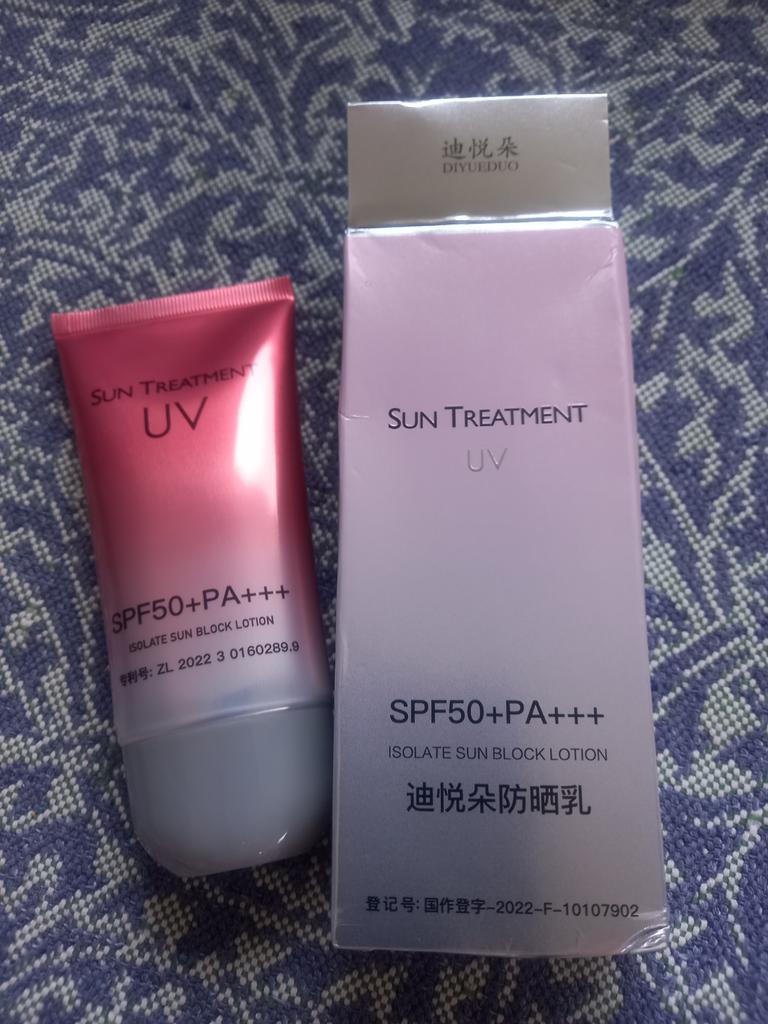 SUN TREATMENT
UV
SPF50+PA+++
ISOLATE SUN BLOCK LOTION
专利号: ZL 2022 3 0160289.9
迪悦朵
DIYUEDUO
SUN TREATMENT
UV
SPF50+PA+++
ISOLATE SUN BLOCK LOTION
迪悦朵防晒乳
登记号: 国作登字-2022-F-10107902